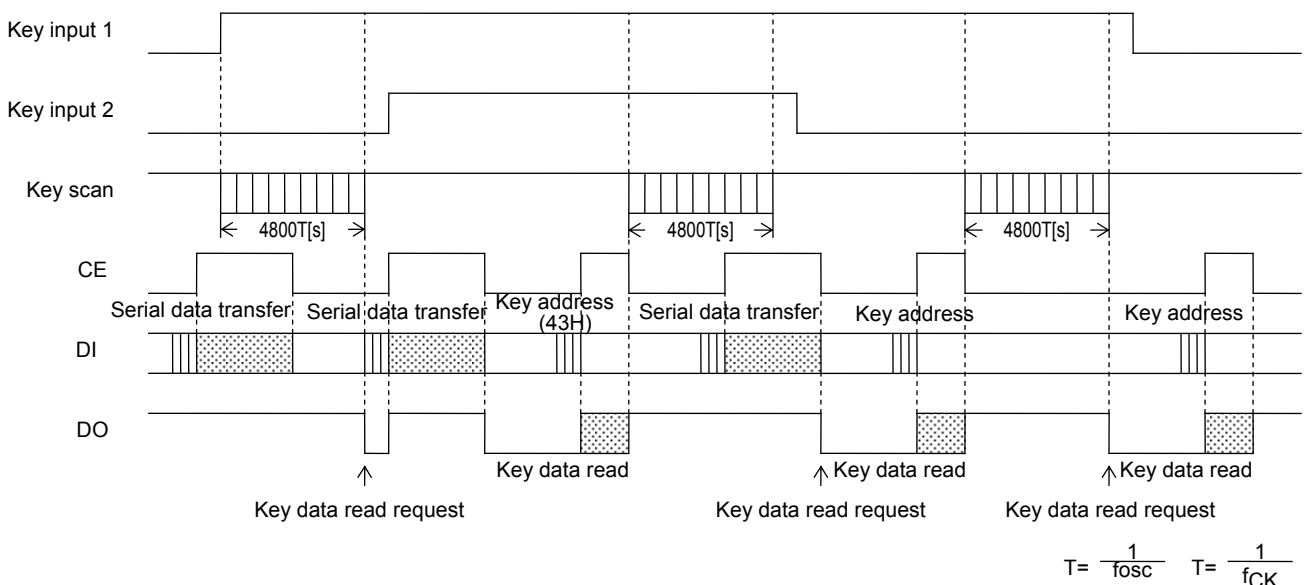 Key input 1
Key input 2
Key scan
4800T[s] 4800T[s] 4800T[s]
CE
Serial data transfer Serial data transfer Key address (43H) Serial data transfer Key address Key address
DI
DO
Key data read Key data read Key data read
Key data read request Key data read request Key data read request
T= 1/fosc T= 1/fCK